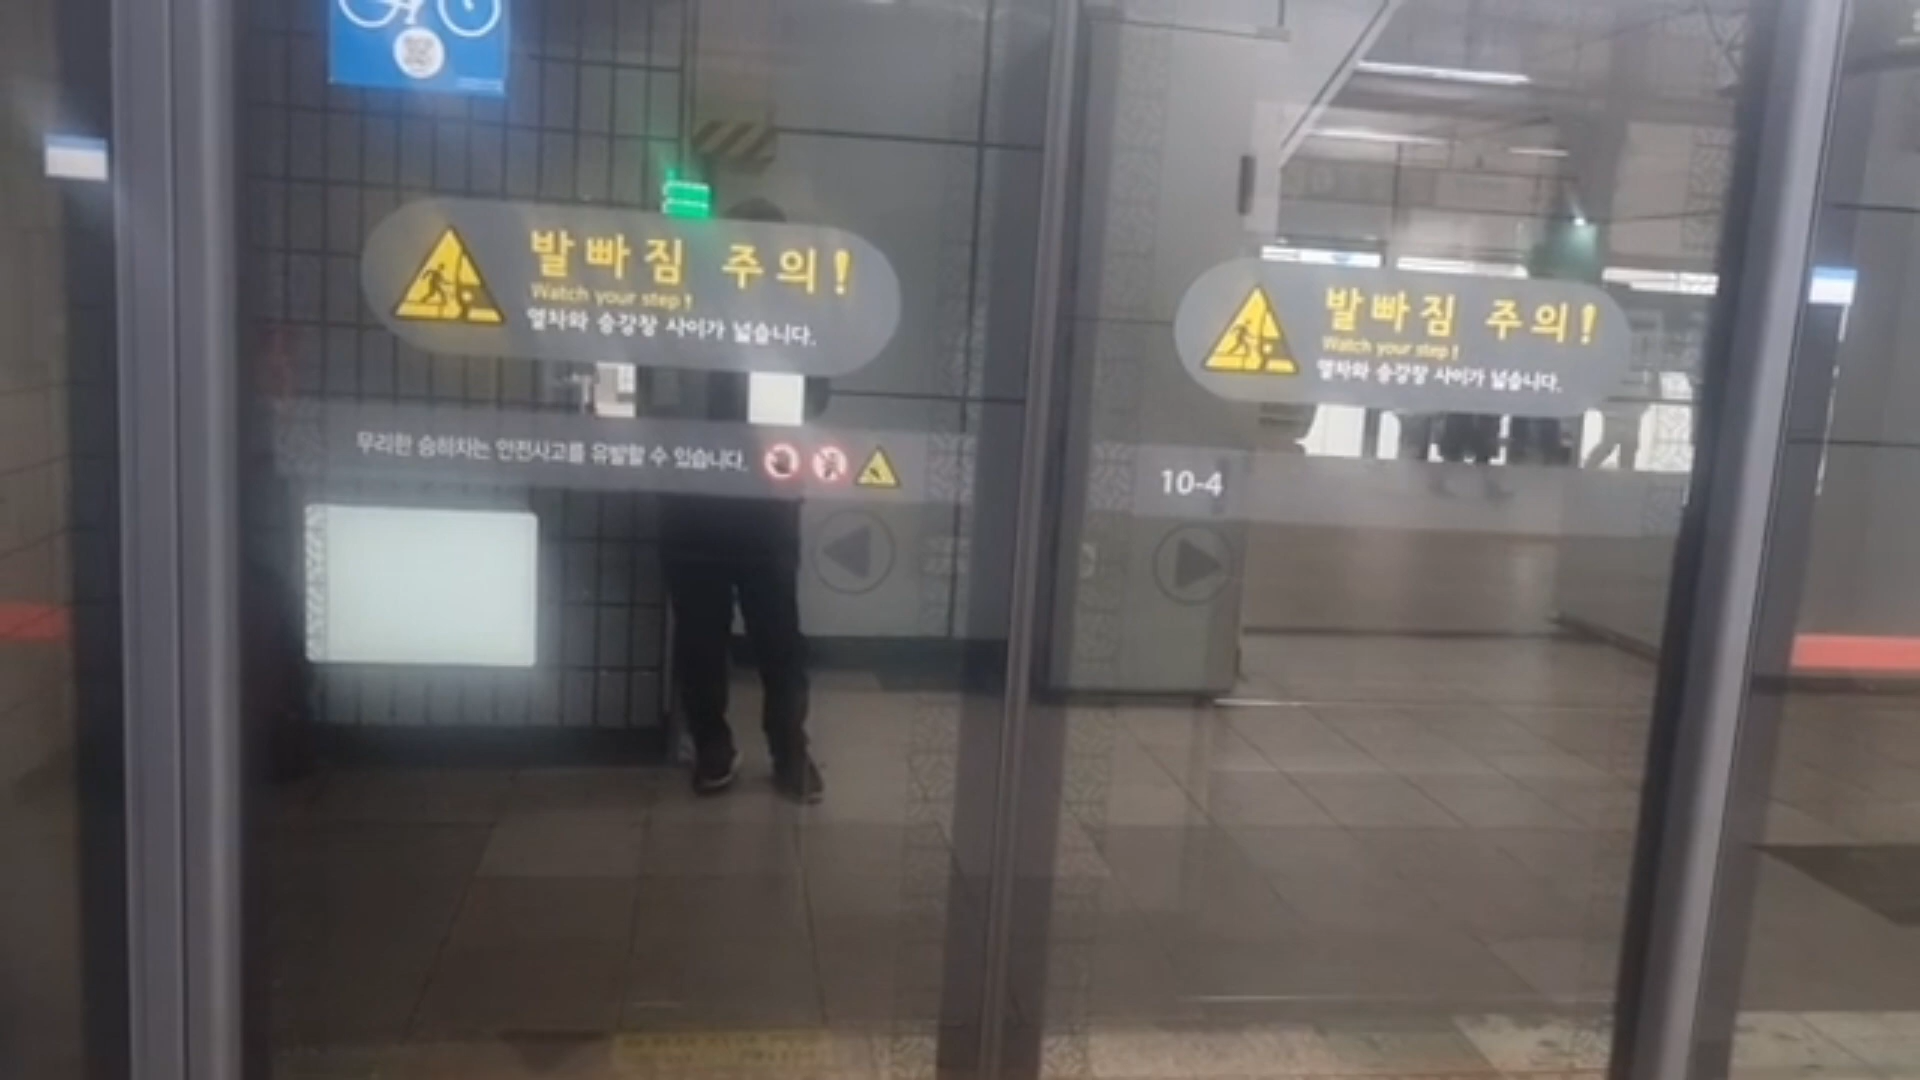 발빠짐 주의!
Watch your step!
열차와 승강장 사이가 넓습니다.
발빠짐 주의!
Watch your step!
열차와 승강장 사이가 넓습니다.
무리한 승하차는 안전사고를 유발할 수 있습니다.
10-4